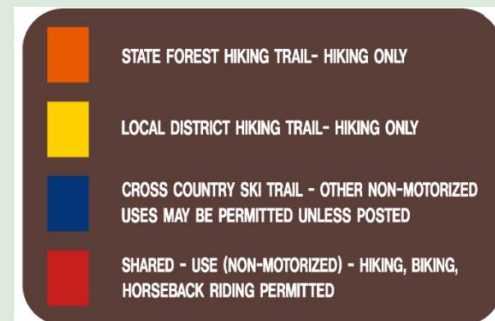 STATE FOREST HIKING TRAIL- HIKING ONLY
LOCAL DISTRICT HIKING TRAIL- HIKING ONLY
CROSS COUNTRY SKI TRAIL - OTHER NON-MOTORIZED
USES MAY BE PERMITTED UNLESS POSTED
SHARED - USE (NON-MOTORIZED) - HIKING, BIKING,
HORSEBACK RIDING PERMITTED